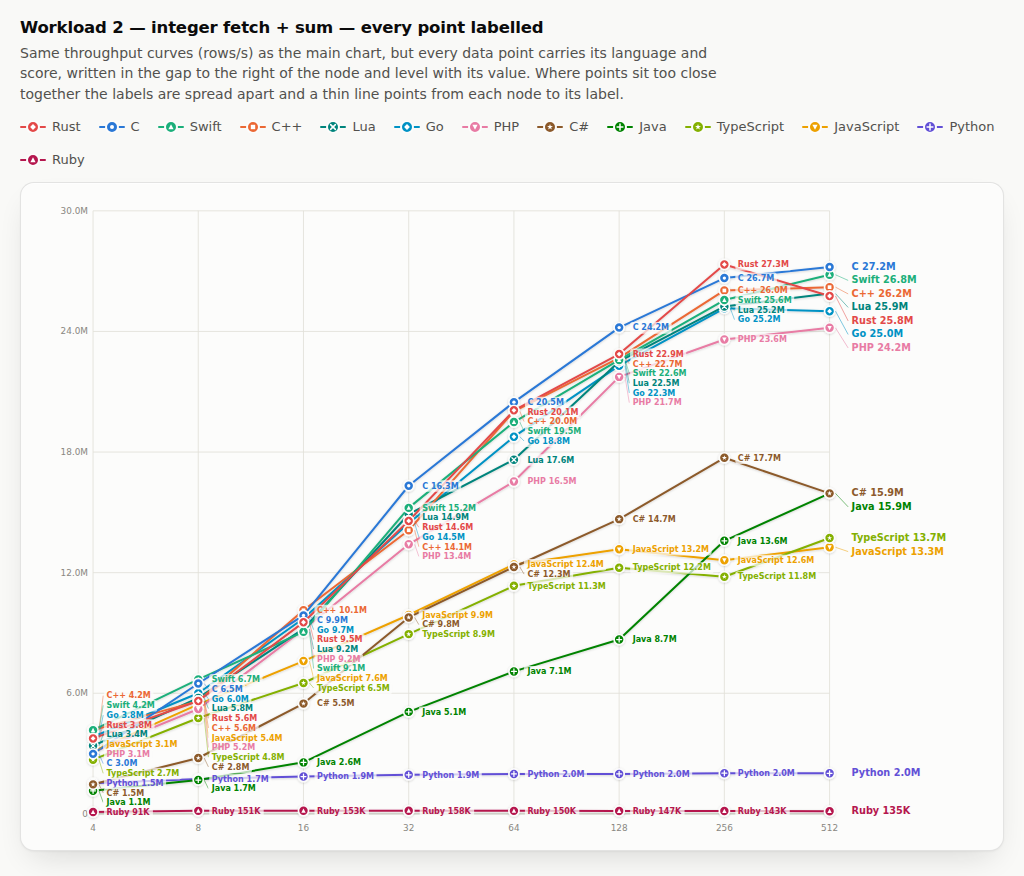 Workload 2 — integer fetch + sum — every point labelled
Same throughput curves (rows/s) as the main chart, but every data point carries its language and
score, written in the gap to the right of the node and level with its value. Where points sit too close
together the labels are spread apart and a thin line points from each node to its label.
Rust C Swift C++ Lua Go PHP C# Java TypeScript JavaScript Python
Ruby
30.0M
24.0M
18.0M
12.0M
6.0M
0
C++ 4.2M
Swift 4.2M
Go 3.8M
Rust 3.8M
Lua 3.4M
JavaScript 3.1M
PHP 3.1M
C 3.0M
TypeScript 2.7M
Python 1.5M
C# 1.5M
Java 1.1M
Ruby 91K
Swift 6.7M
C 6.5M
Go 6.0M
Lua 5.8M
Rust 5.6M
C++ 5.6M
JavaScript 5.4M
PHP 5.2M
TypeScript 4.8M
C# 2.8M
Python 1.7M
Java 1.7M
Ruby 151K
C++ 10.1M
C 9.9M
Go 9.7M
Rust 9.5M
Lua 9.2M
PHP 9.2M
Swift 9.1M
JavaScript 7.6M
TypeScript 6.5M
C# 5.5M
Java 2.6M
Python 1.9M
Ruby 153K
C 16.3M
Swift 15.2M
Lua 14.9M
Rust 14.6M
Go 14.5M
C++ 14.1M
PHP 13.4M
JavaScript 9.9M
C# 9.8M
TypeScript 8.9M
Java 5.1M
Python 1.9M
Ruby 158K
C 20.5M
Rust 20.1M
C++ 20.0M
Swift 19.5M
Go 18.8M
Lua 17.6M
PHP 16.5M
JavaScript 12.4M
C# 12.3M
TypeScript 11.3M
Java 7.1M
Python 2.0M
Ruby 150K
C 24.2M
Rust 22.9M
C++ 22.7M
Swift 22.6M
Lua 22.5M
Go 22.3M
PHP 21.7M
C# 14.7M
JavaScript 13.2M
TypeScript 12.2M
Java 8.7M
Python 2.0M
Ruby 147K
Rust 27.3M
C 26.7M
C++ 26.0M
Swift 25.6M
Lua 25.2M
Go 25.2M
PHP 23.6M
C# 17.7M
Java 13.6M
JavaScript 12.6M
TypeScript 11.8M
Python 2.0M
Ruby 143K
C 27.2M
Swift 26.8M
C++ 26.2M
Lua 25.9M
Rust 25.8M
Go 25.0M
PHP 24.2M
C# 15.9M
Java 15.9M
TypeScript 13.7M
JavaScript 13.3M
Python 2.0M
Ruby 135K
4 8 16 32 64 128 256 512